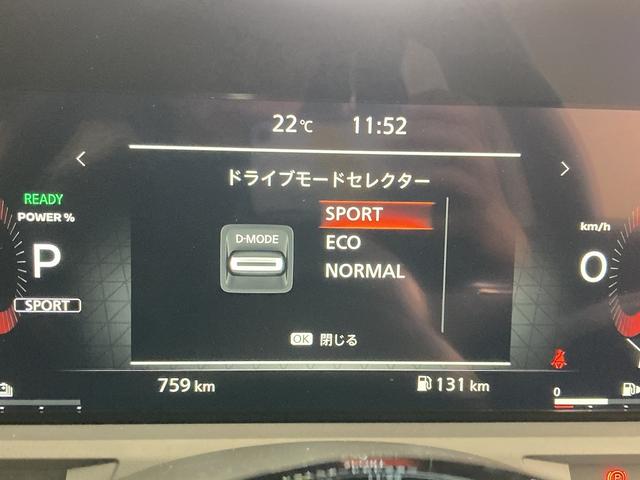 22℃ 11:52
ドライブモードセレクター
READY
POWER %
SPORT
km/h
D-MODE
P
ECO
0
NORMAL
SPORT
OK 閉じる
759 km
131 km
0
P